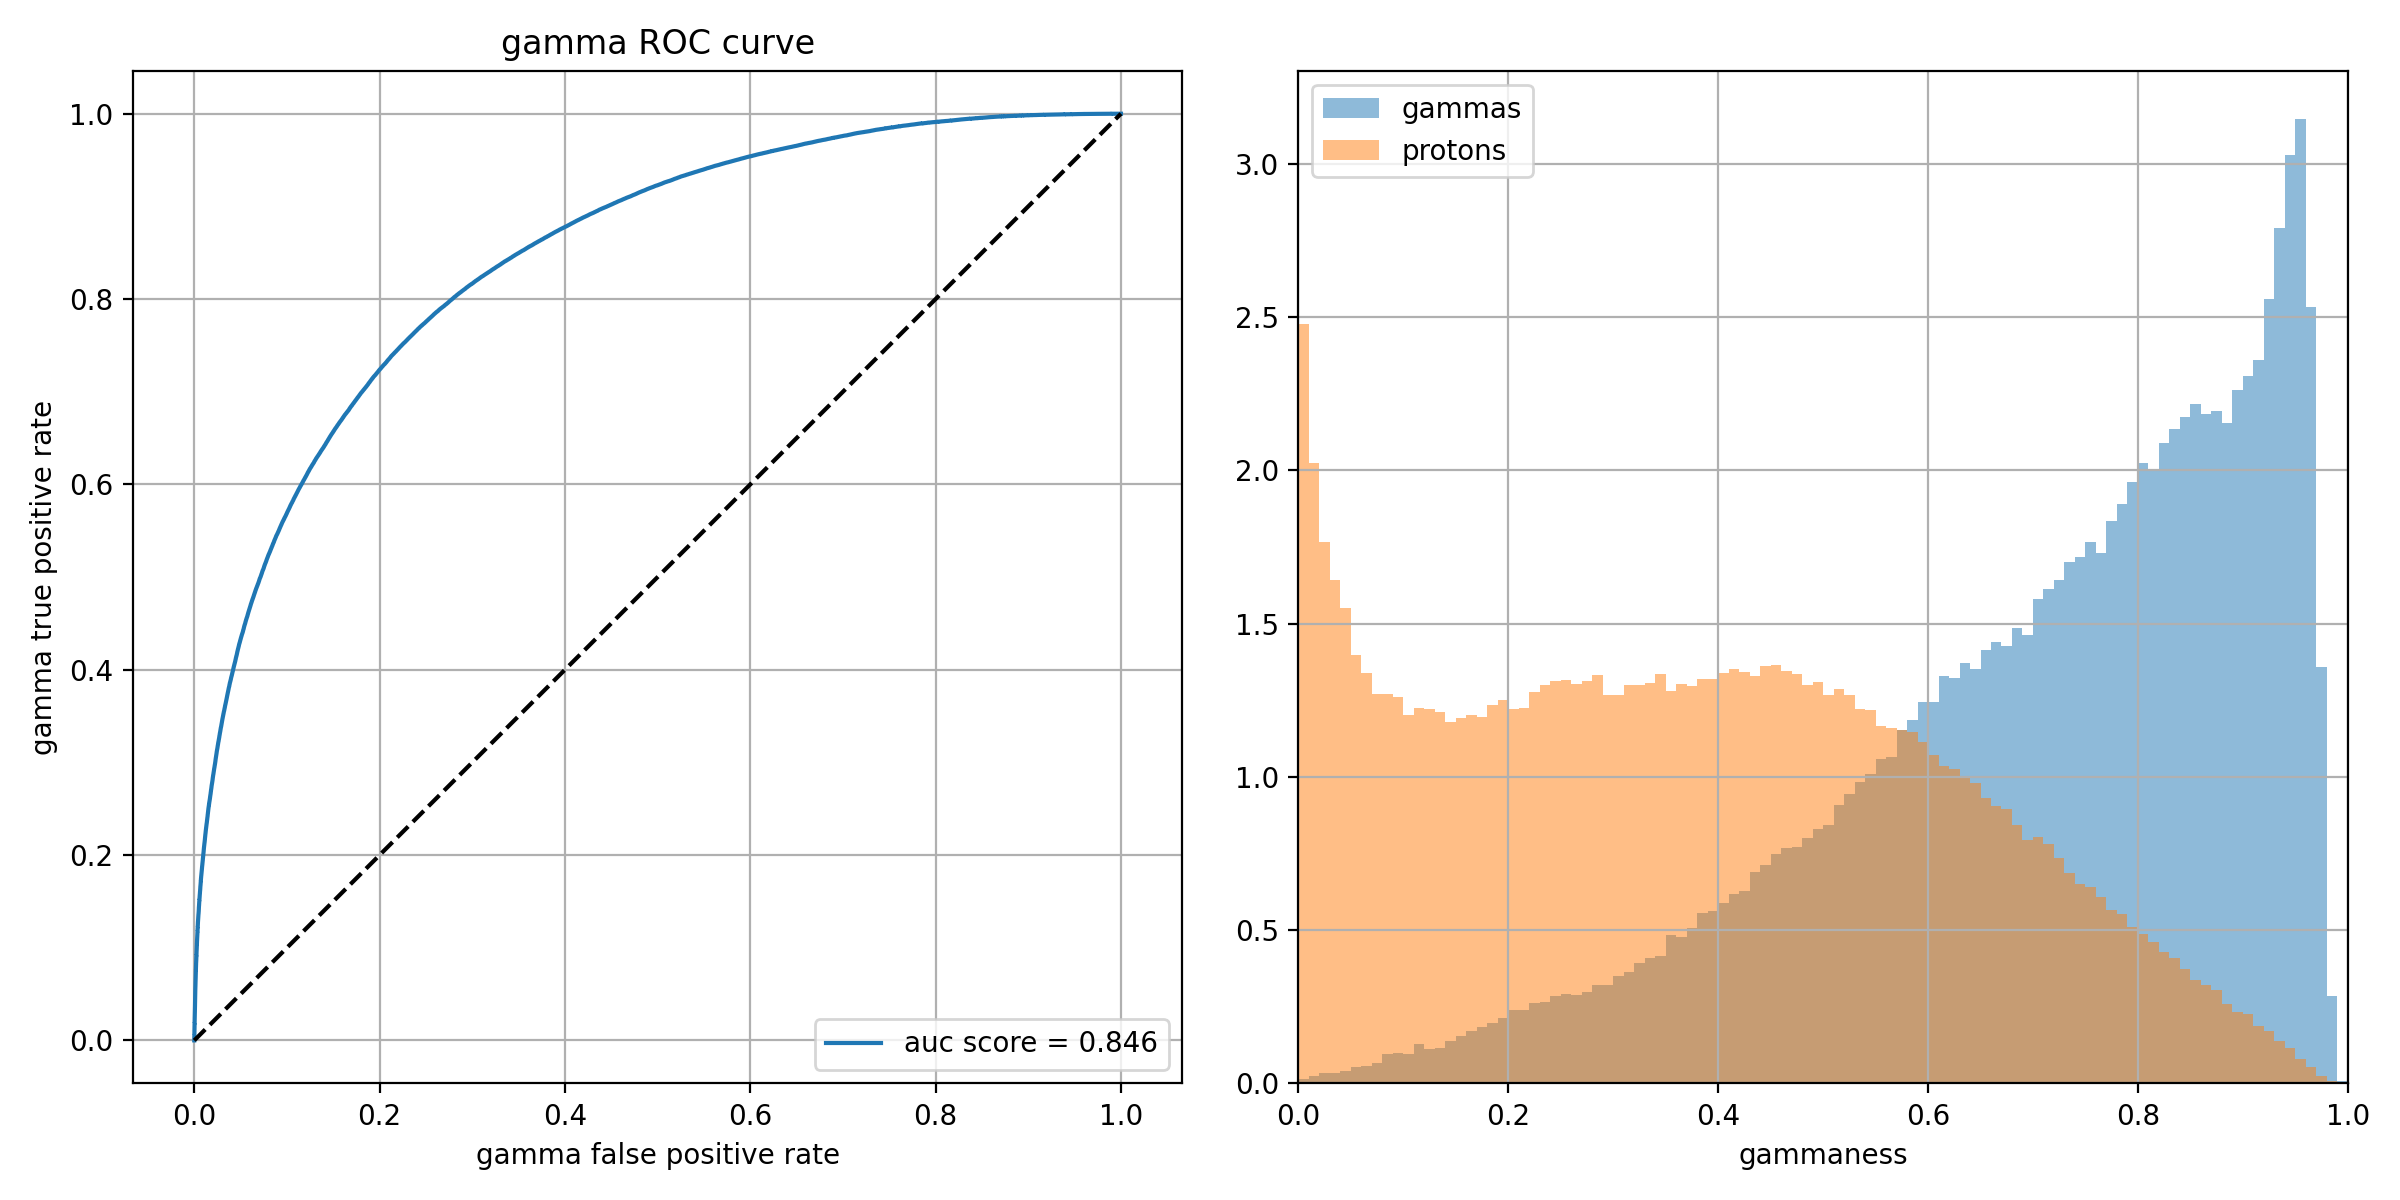 gamma ROC curve
gamma true positive rate
1.0
0.8
0.6
0.4
0.2
0.0
auc score = 0.846
0.0 0.2 0.4 0.6 0.8 1.0
gamma false positive rate
gammas
protons
3.0
2.5
2.0
1.5
1.0
0.5
0.0
0.0 0.2 0.4 0.6 0.8 1.0
gammaness